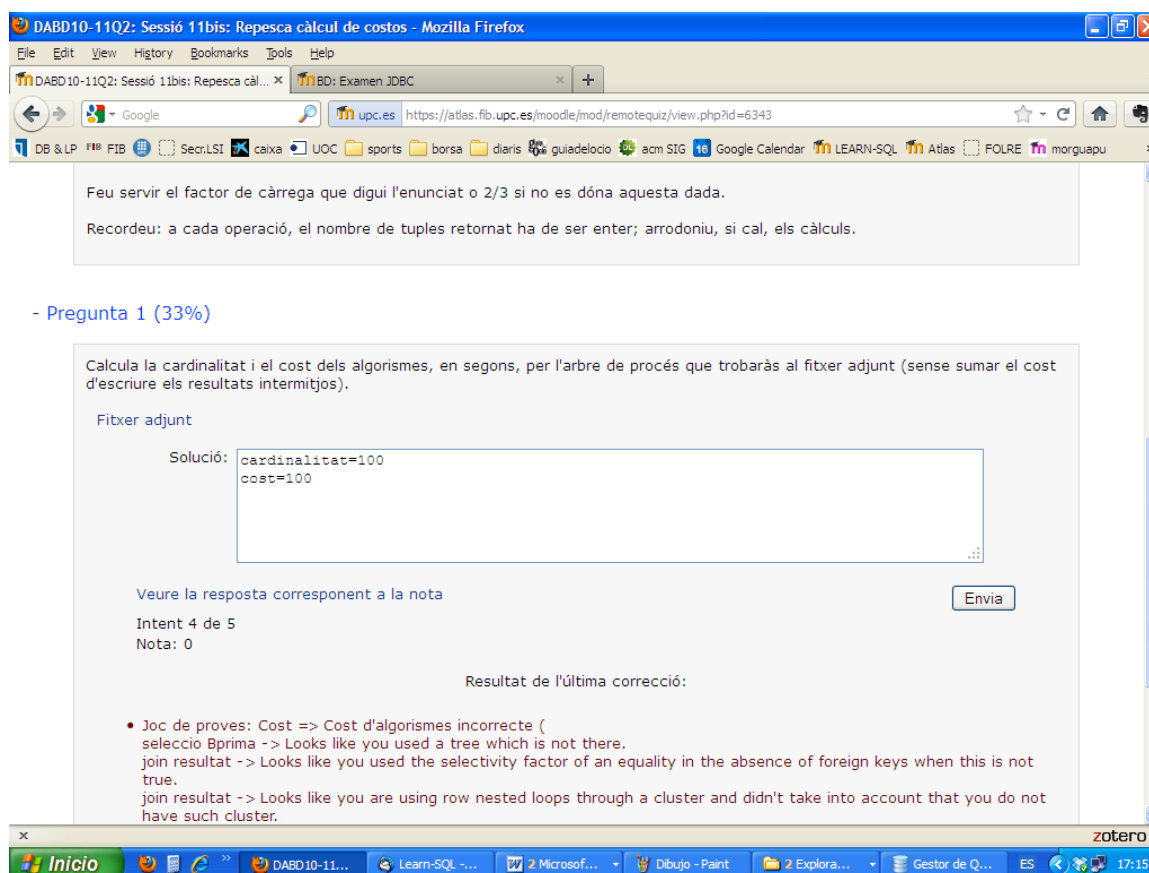 DABD10-11Q2: Sessió 11bis: Repesca càlcul de costos - Mozilla Firefox
File Edit View History Bookmarks Tools Help
DABD10-11Q2: Sessió 11bis: Repesca càl... × BD: Examen JDBC × +
Google upc.es https://atlas.fib.upc.es/moodle/mod/remotequiz/view.php?id=6343
DB & LP FIB FIB Secr.LSI caixa UOC sports borsa diaris guiadelocio acm SIG 16 Google Calendar LEARN-SQL Atlas FOLRE morguapu
Feu servir el factor de càrrega que digui l'enunciat o 2/3 si no es dóna aquesta dada.
Recordeu: a cada operació, el nombre de tuples retornat ha de ser enter; arrodoniu, si cal, els càlculs.
- Pregunta 1 (33%)
Calcula la cardinalitat i el cost dels algorismes, en segons, per l'arbre de procés que trobaràs al fitxer adjunt (sense sumar el cost
d'escriure els resultats intermitjos).
Fitxer adjunt
Solució: cardinalitat=100
cost=100
Veure la resposta corresponent a la nota
Envia
Intent 4 de 5
Nota: 0
Resultat de l'última correcció:
• Joc de proves: Cost => Cost d'algorismes incorrecte (
seleccio Bprima -> Looks like you used a tree which is not there.
join resultat -> Looks like you used the selectivity factor of an equality in the absence of foreign keys when this is not
true.
join resultat -> Looks like you are using row nested loops through a cluster and didn't take into account that you do not
have such cluster.
× zotero
Inicio » DABD10-11... Learn-SQL -... 2 Microsof... Dibujo - Paint 2 Explora... Gestor de Q... ES 17:15